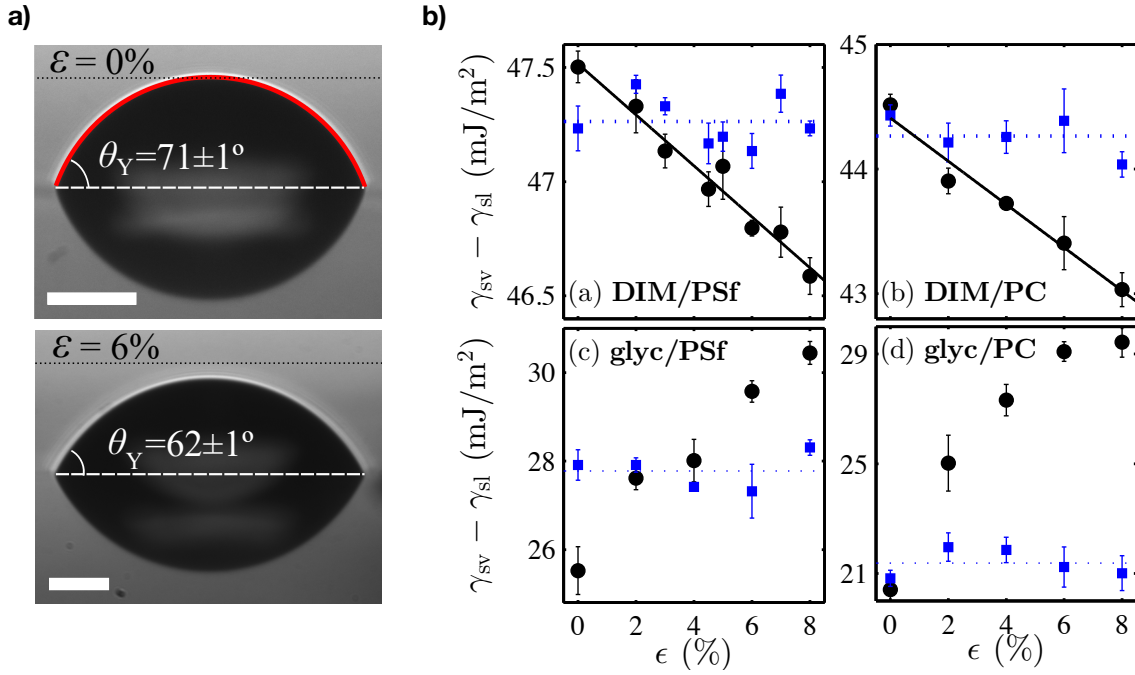 a)
ε = 0%
θY=71±1º
ε = 6%
θY=62±1º
b)
γsv − γsl (mJ/m²)
47.5
47
46.5
(a) DIM/PSf
45
44
43
(b) DIM/PC
γsv − γsl (mJ/m²)
30
28
26
(c) glyc/PSf
0 2 4 6 8
ϵ (%)
29
25
21
(d) glyc/PC
0 2 4 6 8
ϵ (%)